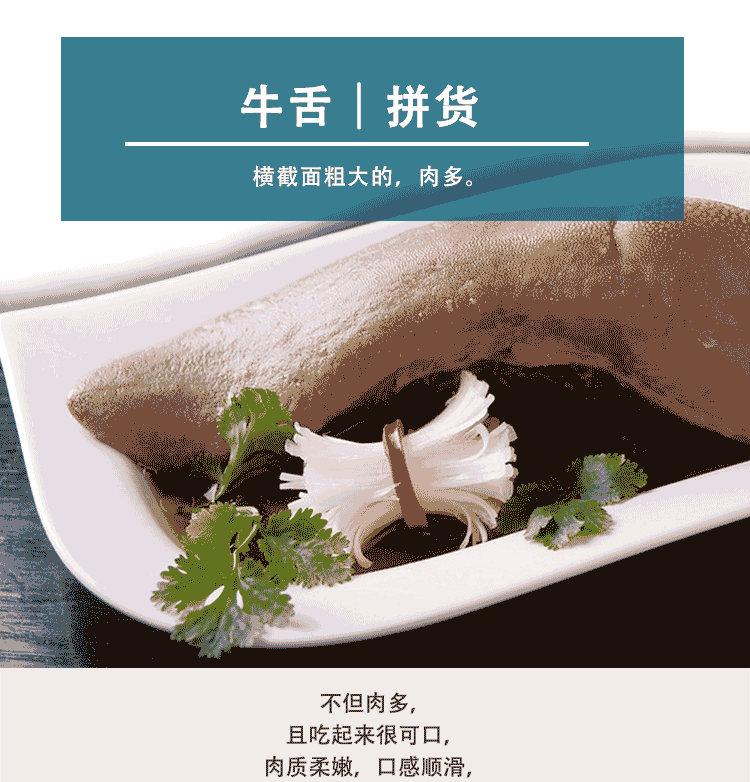 牛舌｜拼货
横截面粗大的，肉多。
不但肉多，
且吃起来很可口，
肉质柔嫩，口感顺滑，